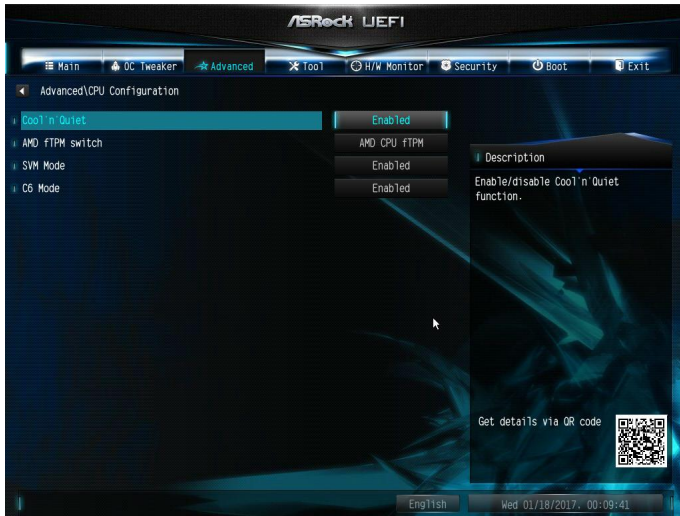 ASRock UEFI
Main OC Tweaker Advanced Tool H/W Monitor Security Boot Exit
Advanced\CPU Configuration
Cool'n'Quiet Enabled
AMD fTPM switch AMD CPU fTPM
SVM Mode Enabled
C6 Mode Enabled
Description
Enable/disable Cool'n'Quiet
function.
Get details via QR code
English Wed 01/18/2017. 00:09:41